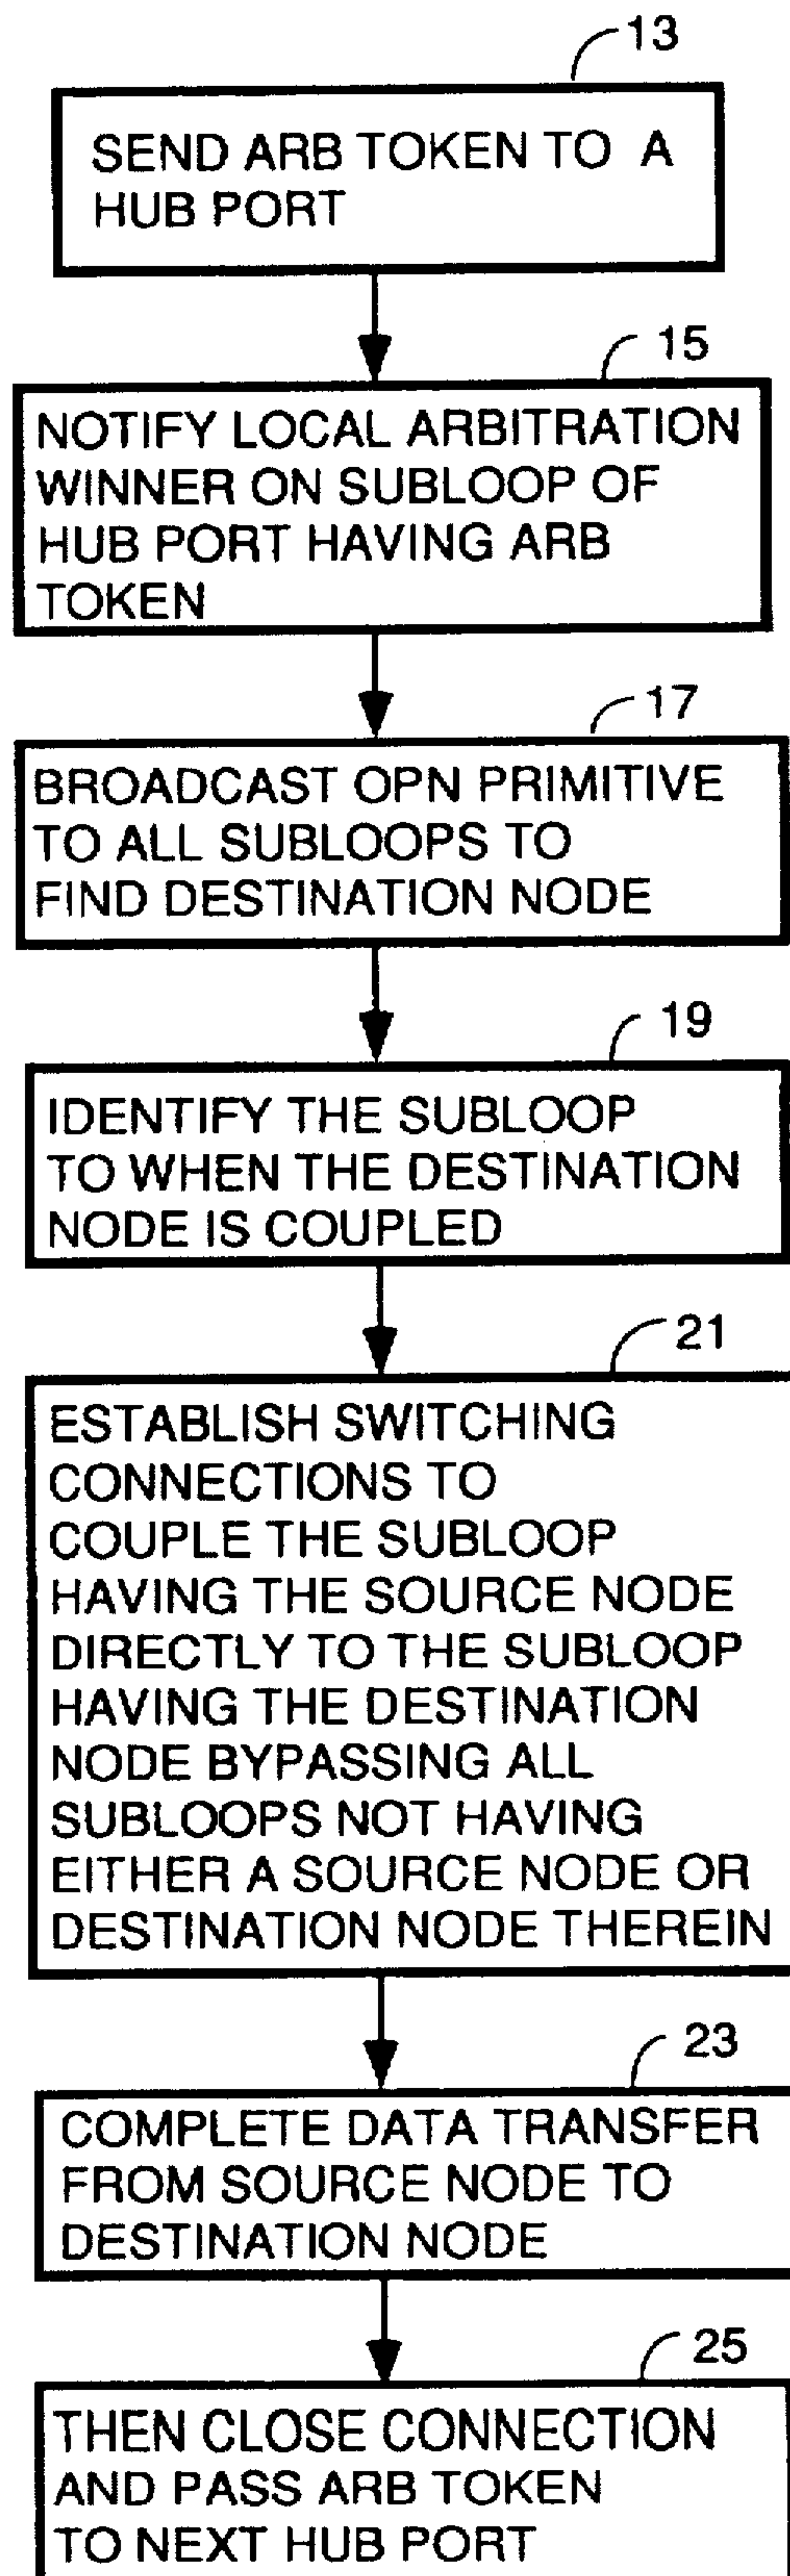 13
SEND ARB TOKEN TO A
HUB PORT
15
NOTIFY LOCAL ARBITRATION
WINNER ON SUBLOOP OF
HUB PORT HAVING ARB
TOKEN
17
BROADCAST OPN PRIMITIVE
TO ALL SUBLOOPS TO
FIND DESTINATION NODE
19
IDENTIFY THE SUBLOOP
TO WHEN THE DESTINATION
NODE IS COUPLED
21
ESTABLISH SWITCHING
CONNECTIONS TO
COUPLE THE SUBLOOP
HAVING THE SOURCE NODE
DIRECTLY TO THE SUBLOOP
HAVING THE DESTINATION
NODE BYPASSING ALL
SUBLOOPS NOT HAVING
EITHER A SOURCE NODE OR
DESTINATION NODE THEREIN
23
COMPLETE DATA TRANSFER
FROM SOURCE NODE TO
DESTINATION NODE
25
THEN CLOSE CONNECTION
AND PASS ARB TOKEN
TO NEXT HUB PORT